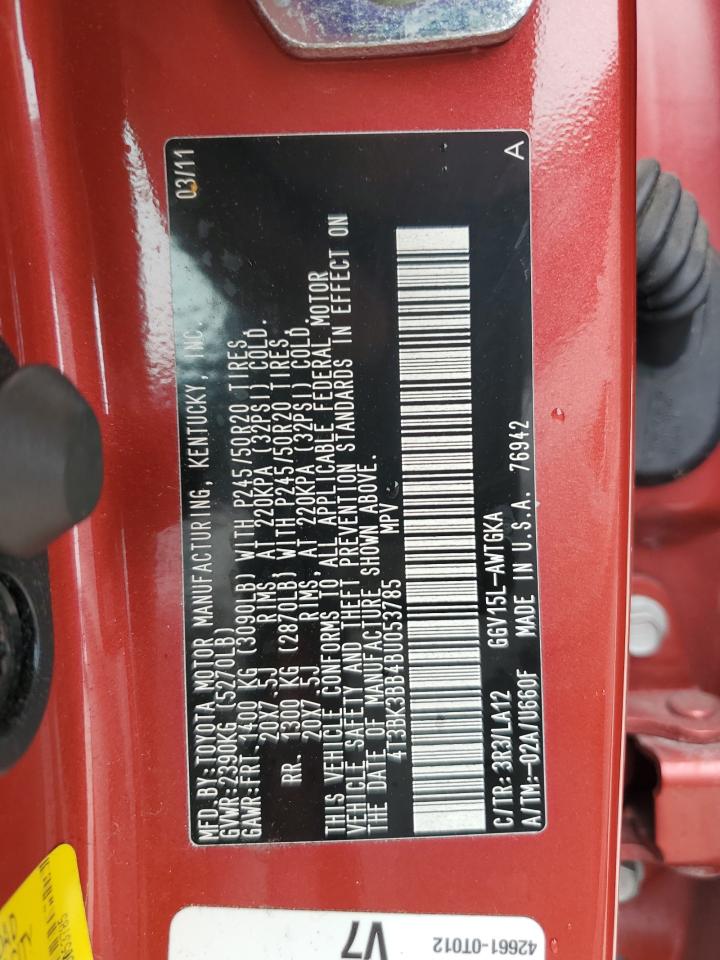 MFD.BY:TOYOTA MOTOR MANUFACTURING, KENTUCKY, INC. 03/11
GVWR:2390KG (5270LB)
GAWR:FRT.1400 KG (3090LB) WITH P245/50R20 TIRES,
20X7.5J RIMS, AT 220KPA (32PSI) COLD.
RR. 1300 KG (2870LB) WITH P245/50R20 TIRES,
20X7.5J RIMS, AT 220KPA (32PSI) COLD.
THIS VEHICLE CONFORMS TO ALL APPLICABLE FEDERAL MOTOR
VEHICLE SAFETY AND THEFT PREVENTION STANDARDS IN EFFECT ON
THE DATE OF MANUFACTURE SHOWN ABOVE.
4T3BK3BB4BU053785 MPV
C/TR:3R3/LA12 GGV15L-AWTGKA
A/TM:-02A/U660F MADE IN U.S.A. 76942 A
V7
42661-0T012